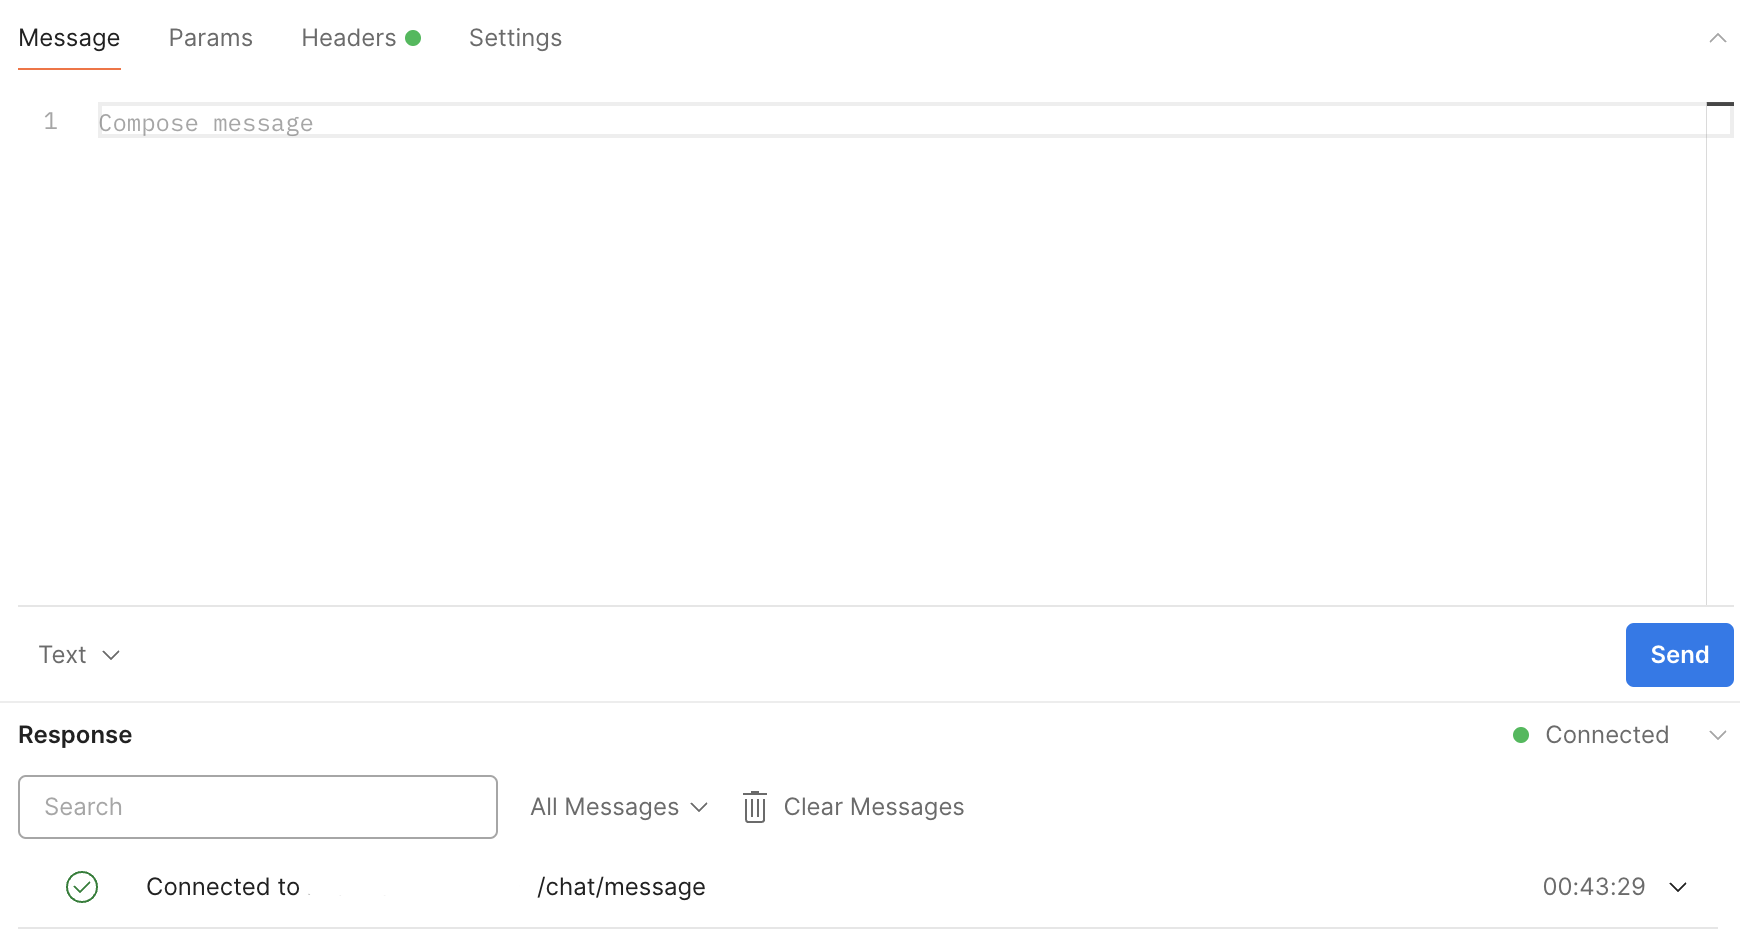 Message Params Headers Settings
1 Compose message
Text Send
Response Connected
Search All Messages Clear Messages
Connected to /chat/message 00:43:29